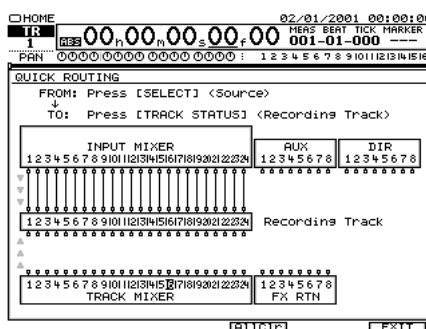 HOME 02/01/2001 00:00:00
TR 1 ABS 00h00m00s00f00 MEAS BEAT TICK MARKER
001-01-000 ---
PAN 1 2 3 4 5 6 7 8 9 10 11 12 13 14 15 16
QUICK ROUTING
FROM: Press [SELECT] (Source)
TO: Press [TRACK STATUS] (Recording Track)
INPUT MIXER AUX DIR
1 2 3 4 5 6 7 8 9 10 11 12 13 14 15 16 17 18 19 20 21 22 23 24 1 2 3 4 5 6 7 8 1 2 3 4 5 6 7 8
1 2 3 4 5 6 7 8 9 10 11 12 13 14 15 16 17 18 19 20 21 22 23 24 Recording Track
1 2 3 4 5 6 7 8 9 10 11 12 13 14 15 16 17 18 19 20 21 22 23 24 1 2 3 4 5 6 7 8
TRACK MIXER FX RTN
AllClr EXIT